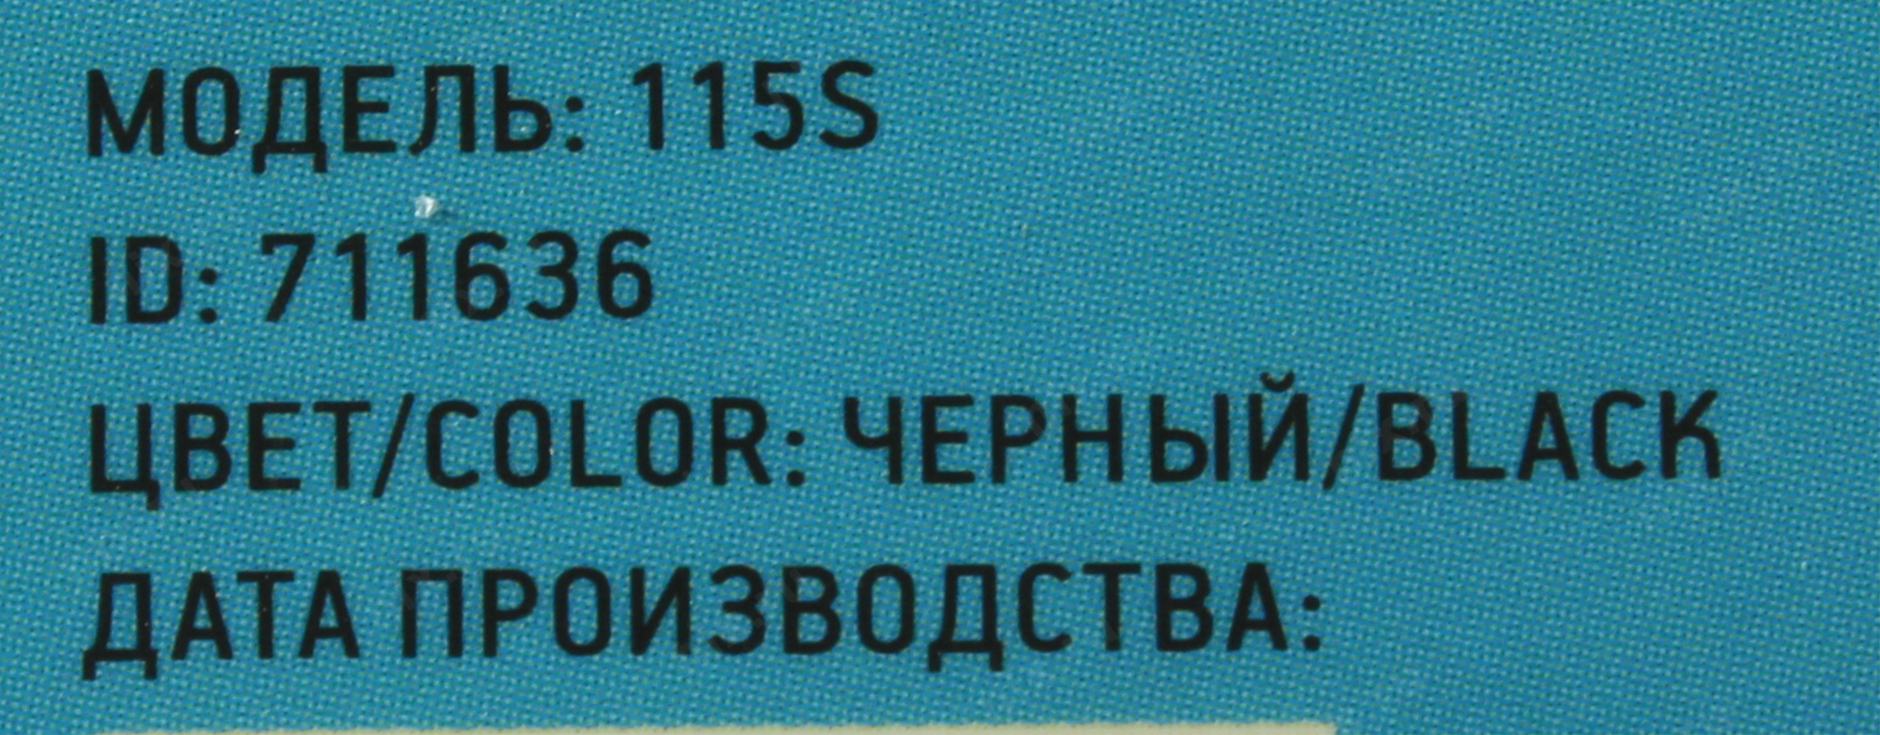 МОДЕЛЬ: 115S
ID: 711636
ЦВЕТ/COLOR: ЧЕРНЫЙ/BLACK
ДАТА ПРОИЗВОДСТВА: